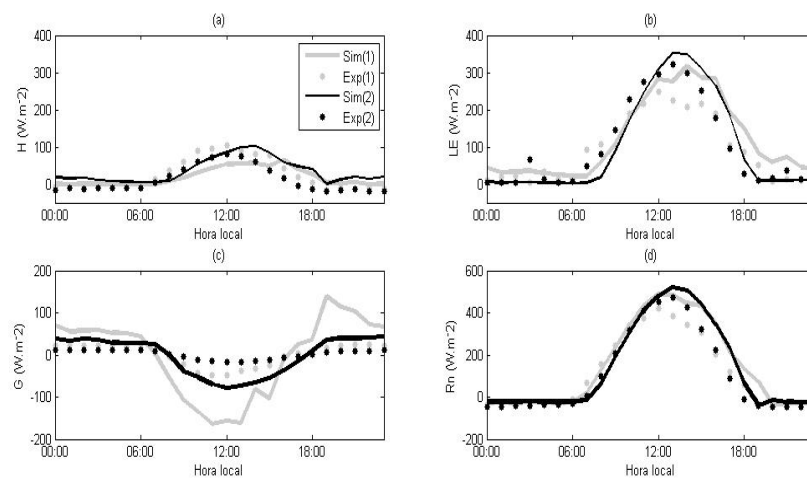 (a)
400
300
200
100
0
H (W.m-2)
Sim(1)
Exp(1)
Sim(2)
Exp(2)
00:00 06:00 12:00 18:00
Hora local
(b)
400
300
200
100
0
LE (W.m-2)
00:00 06:00 12:00 18:00
Hora local
(c)
200
100
0
-100
-200
G (W.m-2)
00:00 06:00 12:00 18:00
Hora local
(d)
600
400
200
0
-200
Rn (W.m-2)
00:00 06:00 12:00 18:00
Hora local